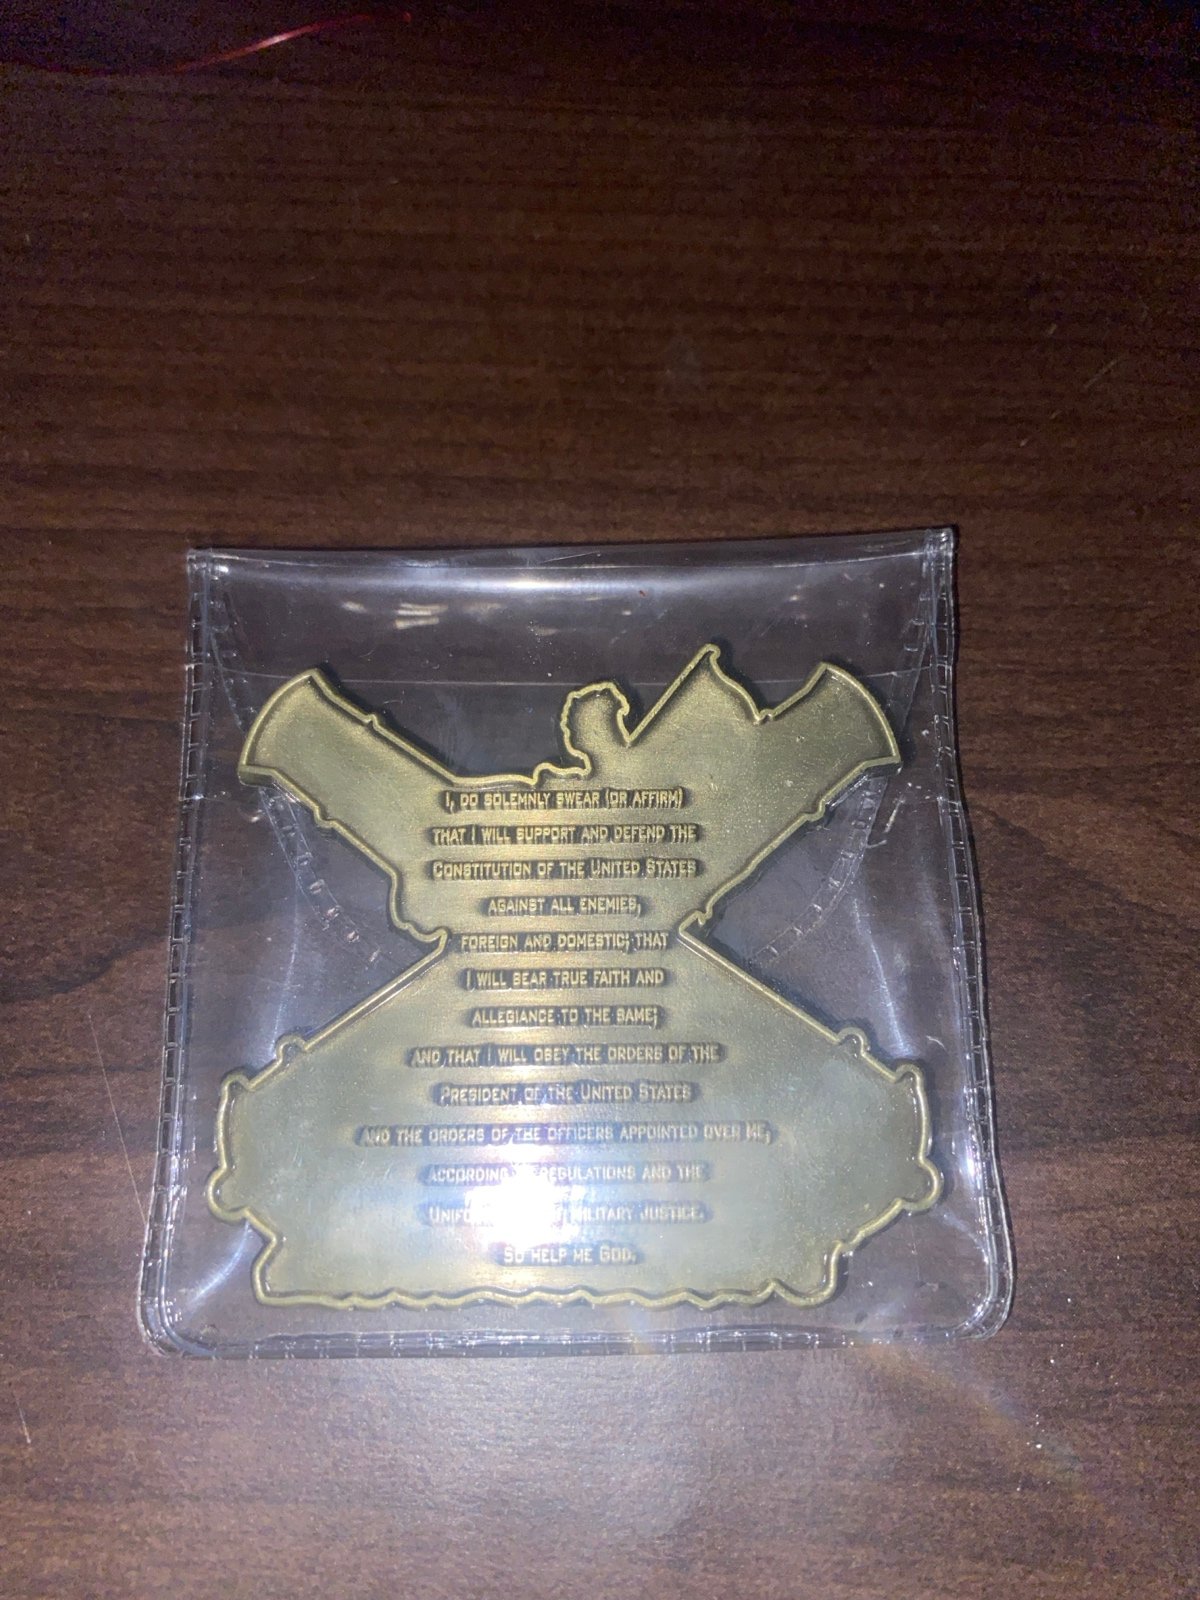 I, DO SOLEMNLY SWEAR (OR AFFIRM)
THAT I WILL SUPPORT AND DEFEND THE
CONSTITUTION OF THE UNITED STATES
AGAINST ALL ENEMIES,
FOREIGN AND DOMESTIC; THAT
I WILL BEAR TRUE FAITH AND
ALLEGIANCE TO THE SAME;
AND THAT I WILL OBEY THE ORDERS OF THE
PRESIDENT OF THE UNITED STATES
AND THE ORDERS OF THE OFFICERS APPOINTED OVER ME,
ACCORDING REGULATIONS AND THE
MILITARY JUSTICE.
SO HELP ME GOD.